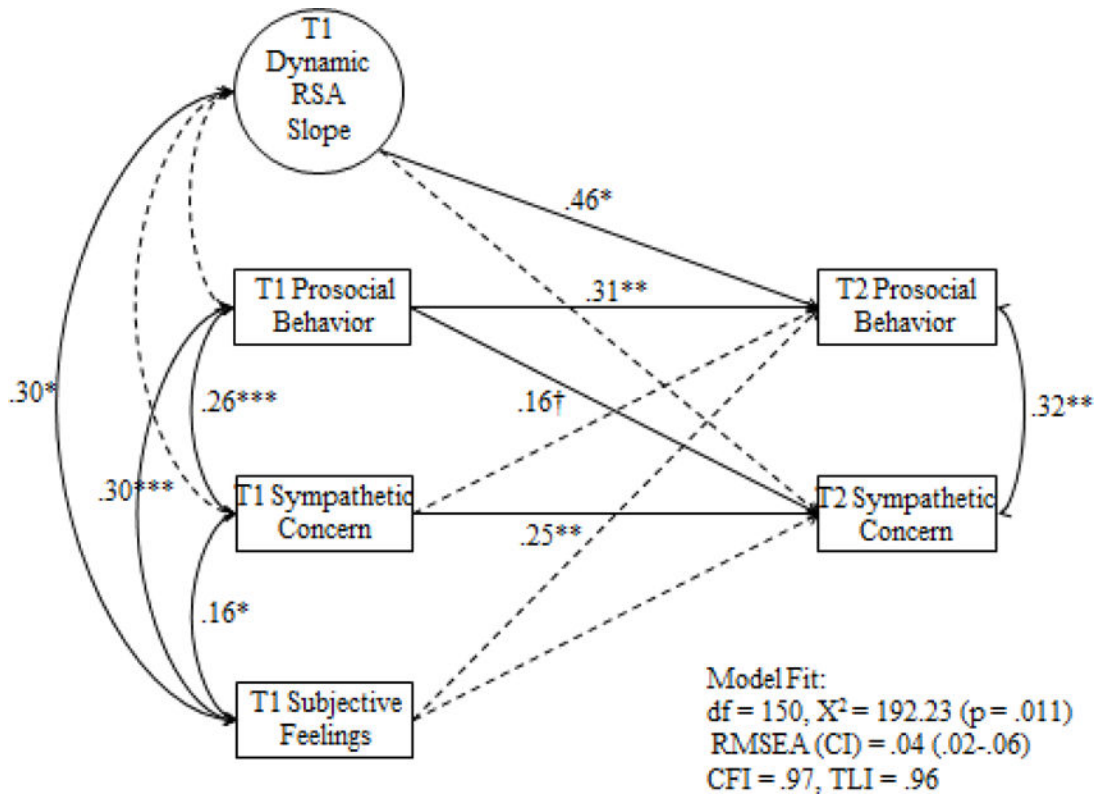 T1
Dynamic
RSA
Slope
.46*
T1 Prosocial
Behavior
.31**
T2 Prosocial
Behavior
.30*
.26***
.16†
.32**
.30***
T1 Sympathetic
Concern
.25**
T2 Sympathetic
Concern
.16*
T1 Subjective
Feelings
Model Fit:
df = 150, X² = 192.23 (p = .011)
RMSEA (CI) = .04 (.02-.06)
CFI = .97, TLI = .96